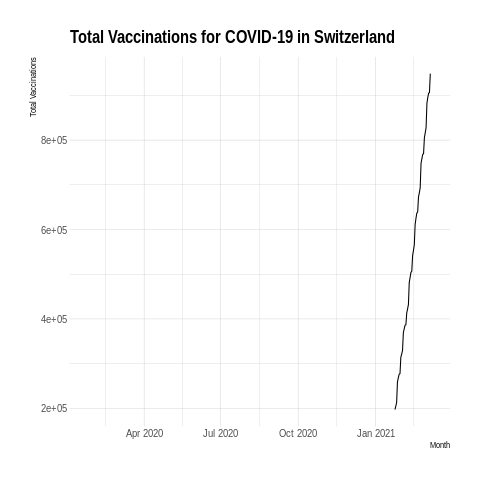 Total Vaccinations for COVID-19 in Switzerland
Total Vaccinations
8e+05
6e+05
4e+05
2e+05
Apr 2020 Jul 2020 Oct 2020 Jan 2021
Month